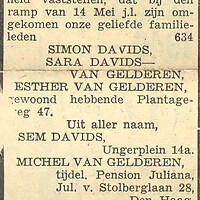 heid vaststellen, dat bij den
ramp van 14 Mei j.l. zijn om-
gekomen onze geliefde familie-
leden 634
SIMON DAVIDS,
SARA DAVIDS—
VAN GELDEREN,
ESTHER VAN GELDEREN,
gewoond hebbende Plantage-
reg 47.
Uit aller naam,
SEM DAVIDS,
Ungerplein 14a.
MICHEL VAN GELDEREN,
tijdel. Pension Juliana,
Jul. v. Stolberglaan 28,
Den Haag